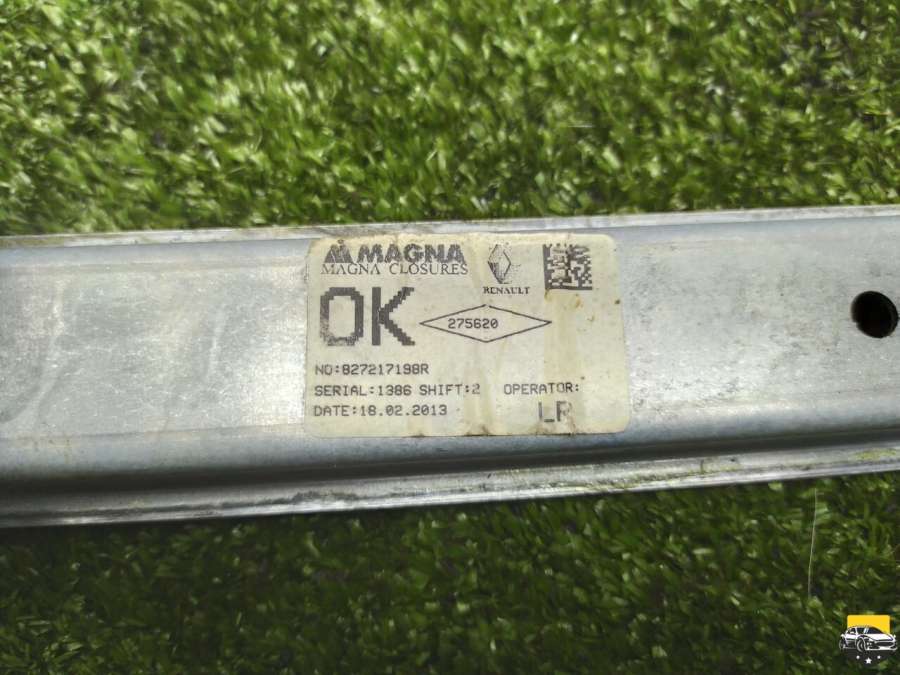 MAGNA
MAGNA CLOSURES
RENAULT
OK
275620
NO:827217198R
SERIAL:1386 SHIFT:2 OPERATOR:
DATE:18.02.2013
LR